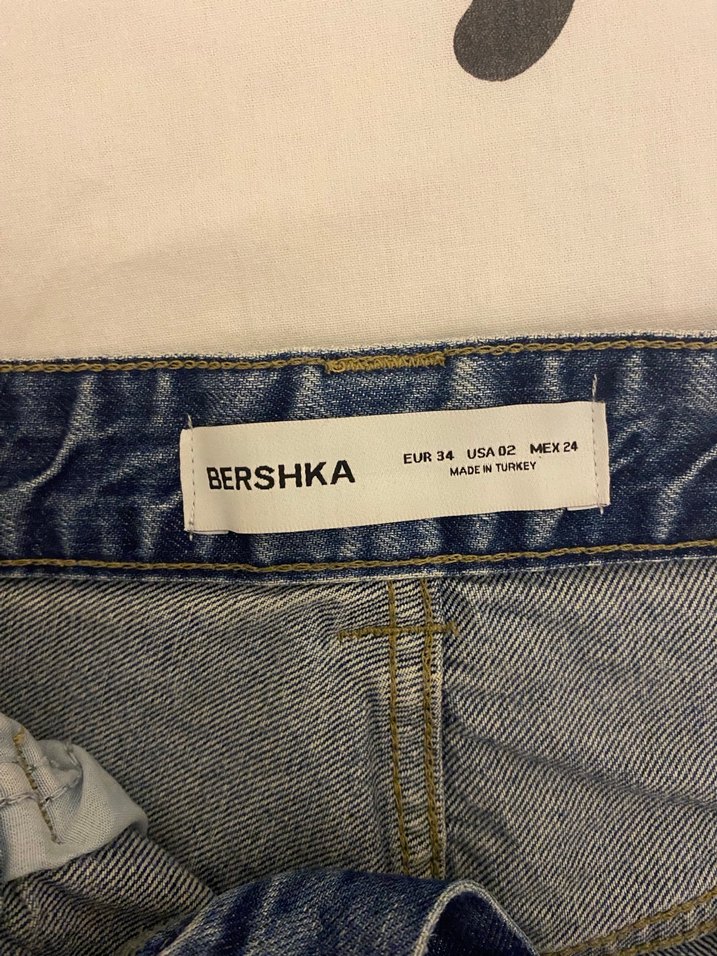 BERSHKA
EUR 34 USA 02 MEX 24
MADE IN TURKEY